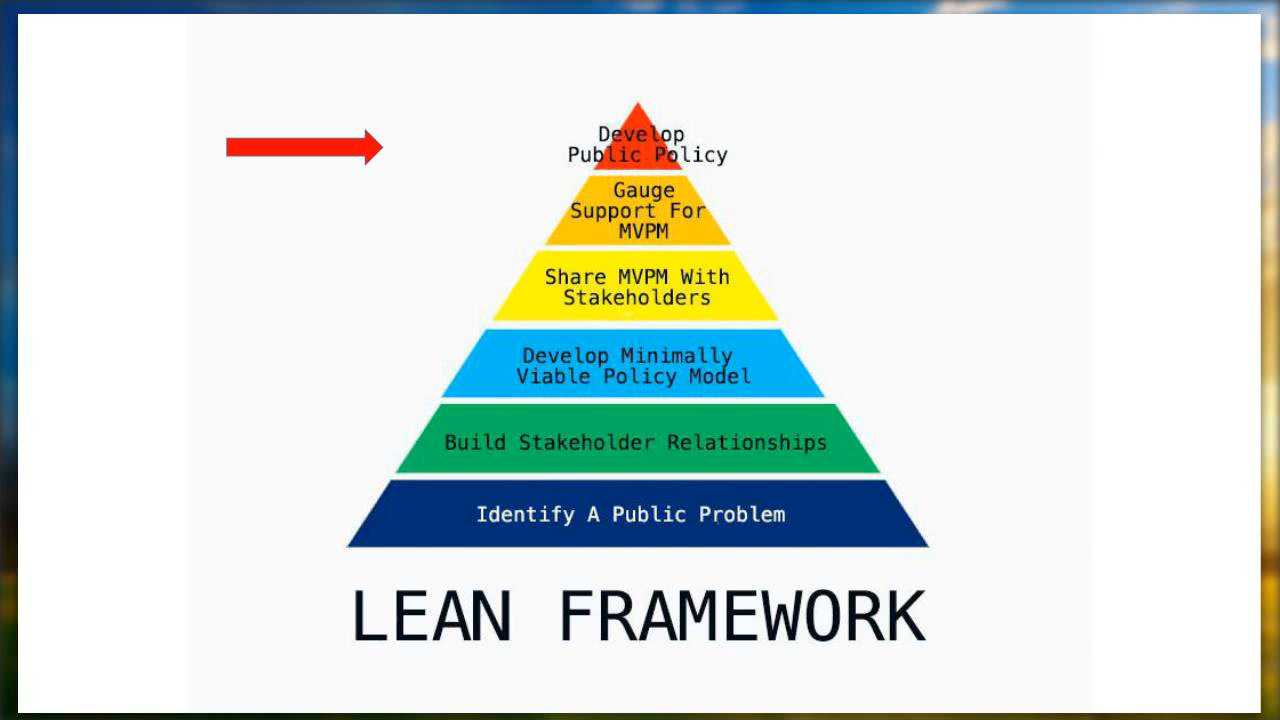 Develop
Public Policy
Gauge
Support For
MVPM
Share MVPM With
Stakeholders
Develop Minimally
Viable Policy Model
Build Stakeholder Relationships
Identify A Public Problem
LEAN FRAMEWORK